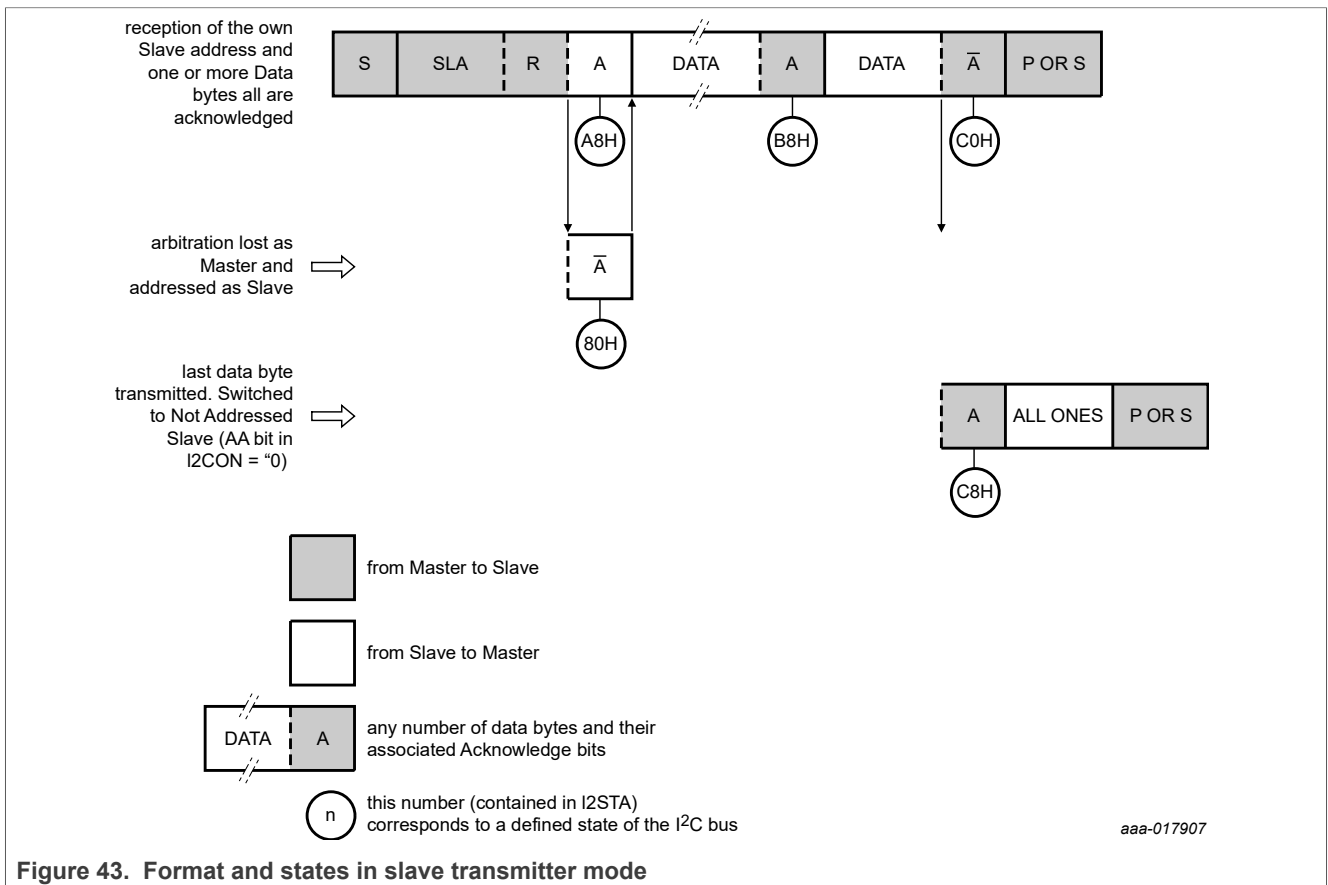 reception of the own
Slave address and
one or more Data
bytes all are
acknowledged
S SLA R A DATA A DATA A̅ P OR S
A8H B8H C0H
arbitration lost as
Master and
addressed as Slave
A̅
80H
last data byte
transmitted. Switched
to Not Addressed
Slave (AA bit in
I2CON = “0)
A ALL ONES P OR S
C8H
from Master to Slave
from Slave to Master
DATA A
any number of data bytes and their
associated Acknowledge bits
n
this number (contained in I2STA)
corresponds to a defined state of the I²C bus
aaa-017907
Figure 43. Format and states in slave transmitter mode